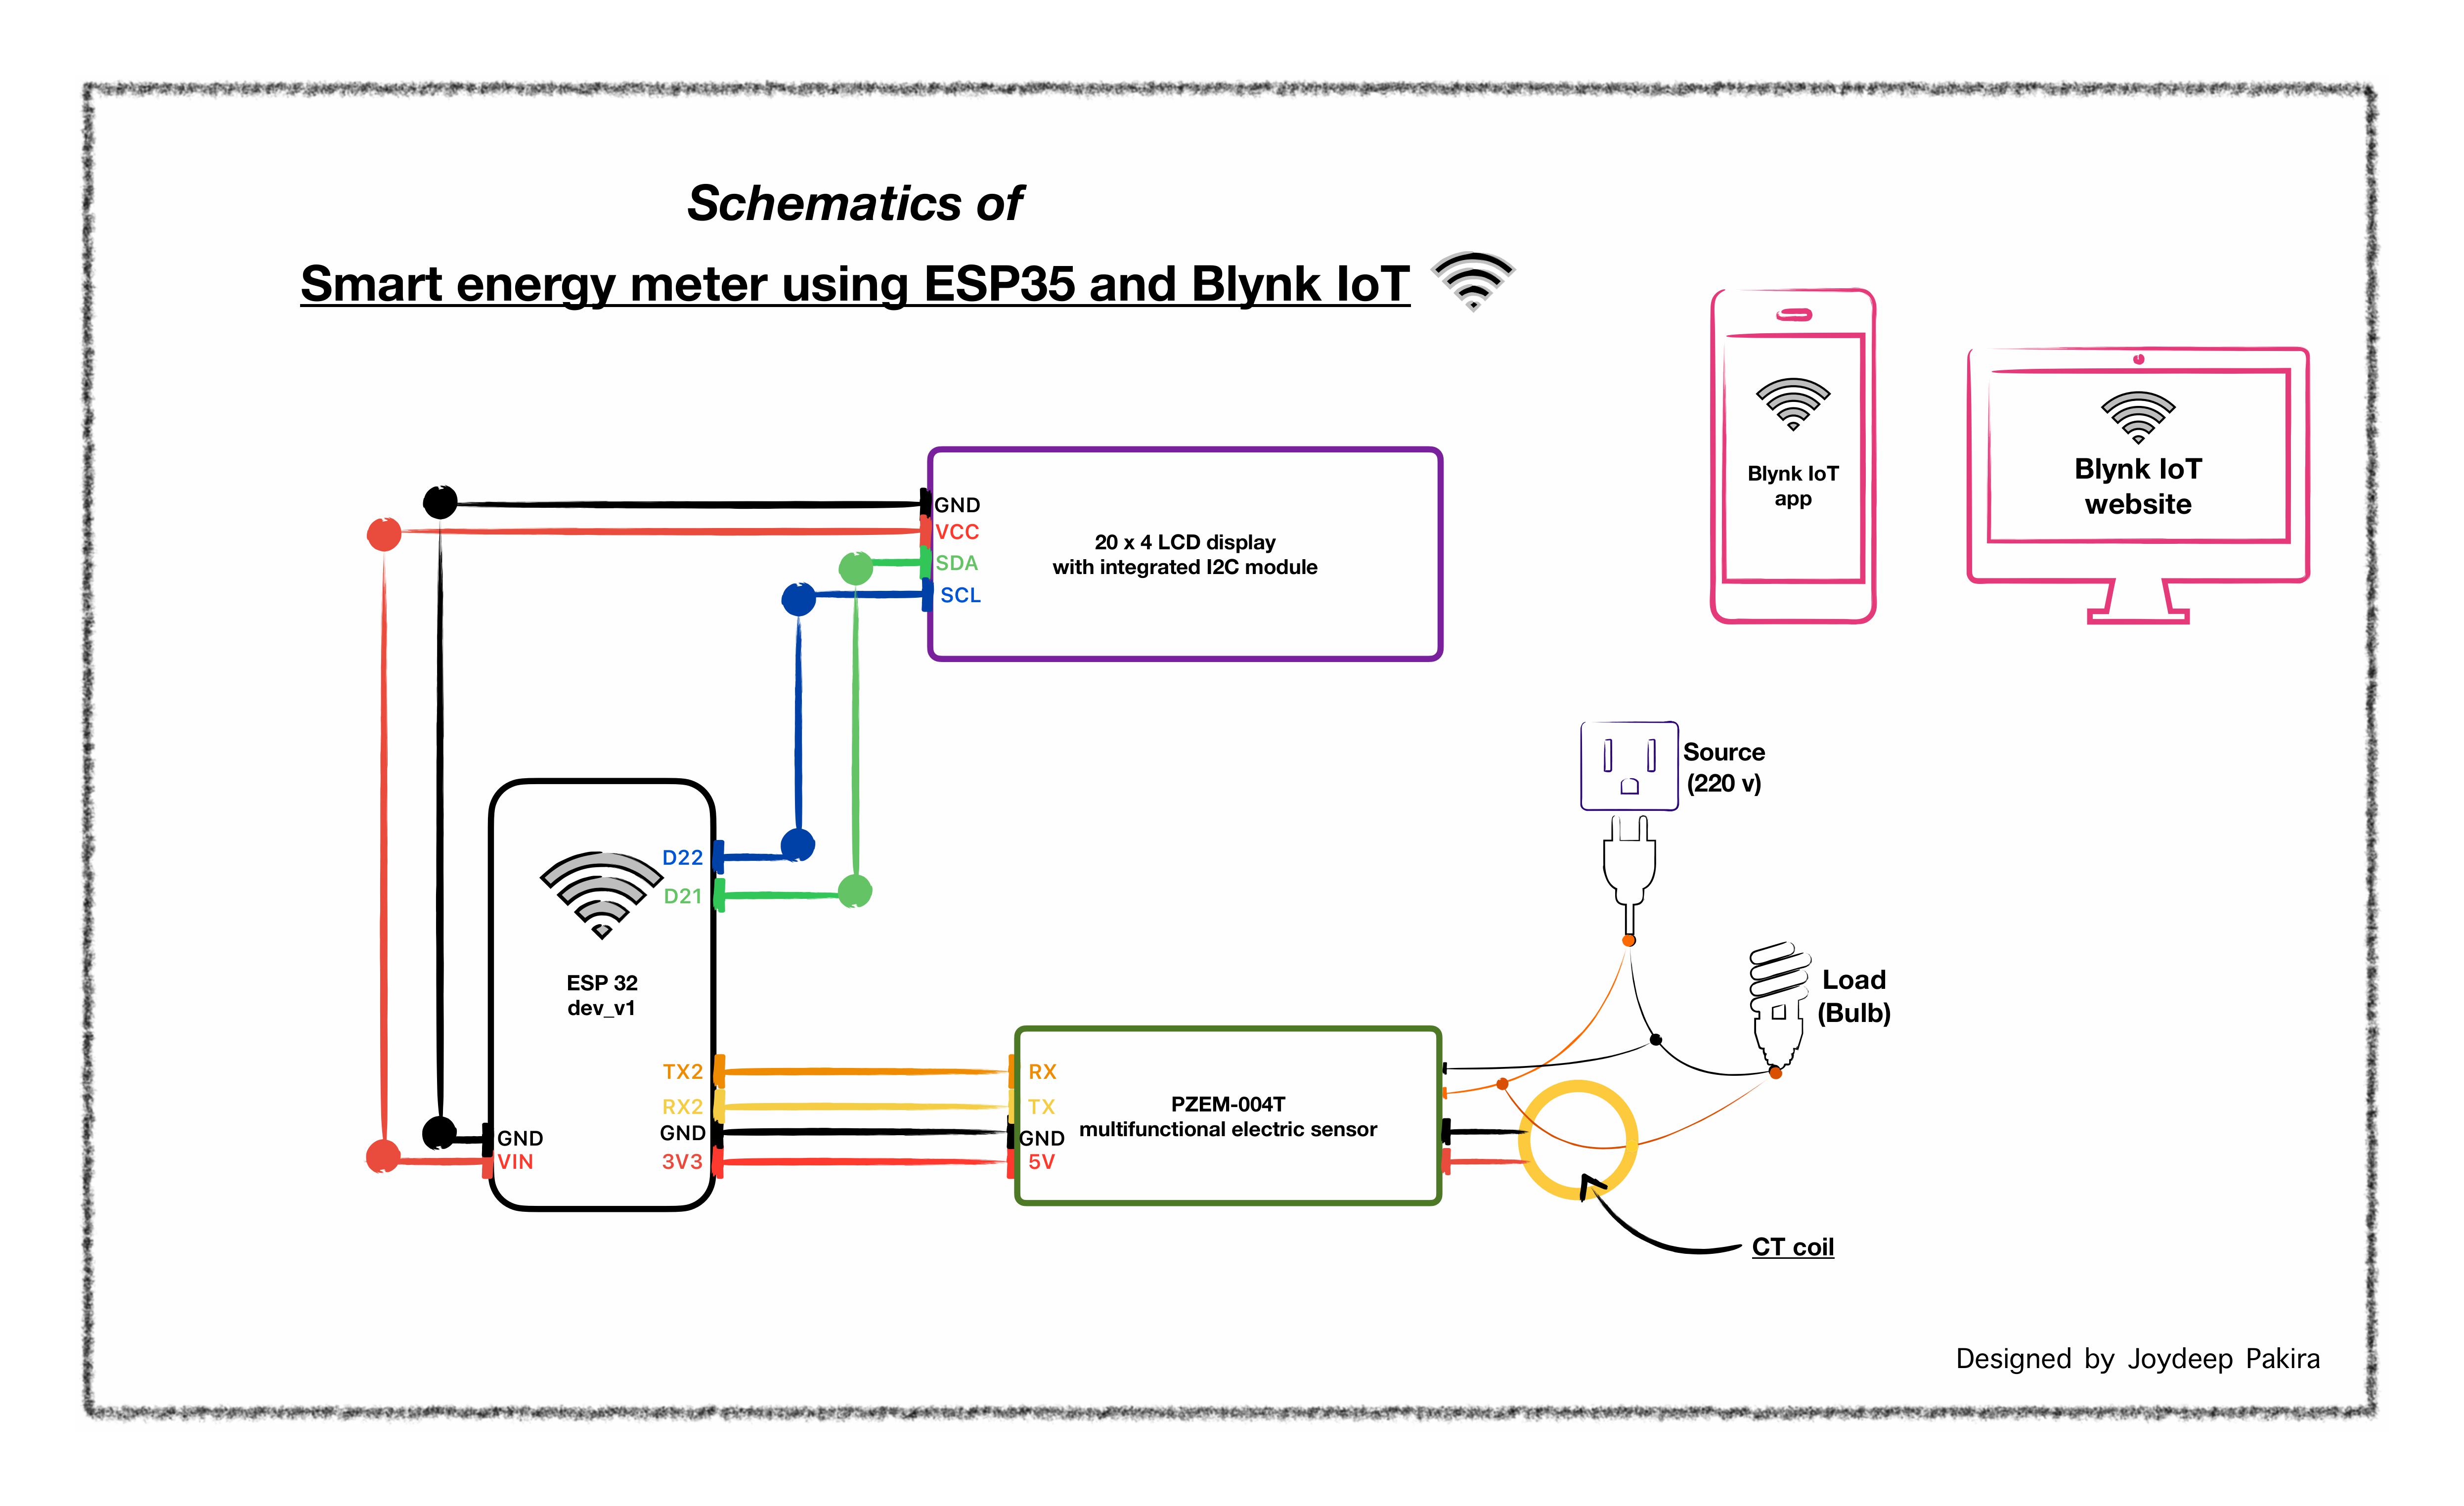 Schematics of
Smart energy meter using ESP35 and Blynk IoT
Blynk IoT
app
Blynk IoT
website
GND
VCC
SDA
SCL
20 x 4 LCD display
with integrated I2C module
Source
(220 v)
D22
D21
ESP 32
dev_v1
TX2
RX2
GND
3V3
GND
VIN
RX
TX
GND
5V
PZEM-004T
multifunctional electric sensor
Load
(Bulb)
CT coil
Designed by Joydeep Pakira